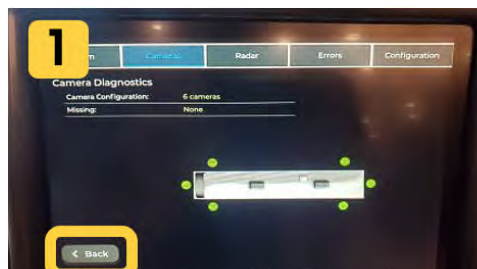 1
m Cameras Radar Errors Configuration
Camera Diagnostics
Camera Configuration: 6 cameras
Missing: None
< Back